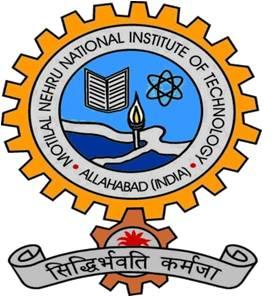 MOTILAL NEHRU NATIONAL INSTITUTE OF TECHNOLOGY
• ALLAHABAD (INDIA) •
सिद्धिर्भवति कर्मजा